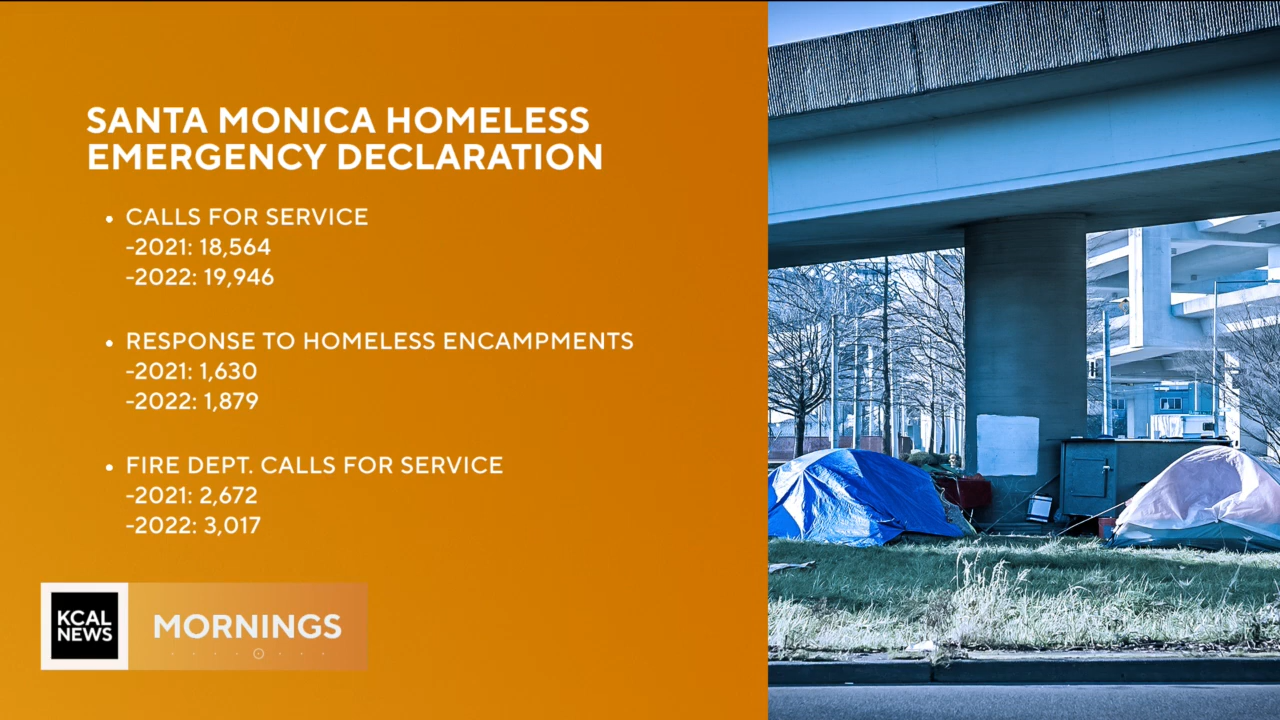 SANTA MONICA HOMELESS
EMERGENCY DECLARATION
• CALLS FOR SERVICE
-2021: 18,564
-2022: 19,946
• RESPONSE TO HOMELESS ENCAMPMENTS
-2021: 1,630
-2022: 1,879
• FIRE DEPT. CALLS FOR SERVICE
-2021: 2,672
-2022: 3,017
KCAL
NEWS
MORNINGS